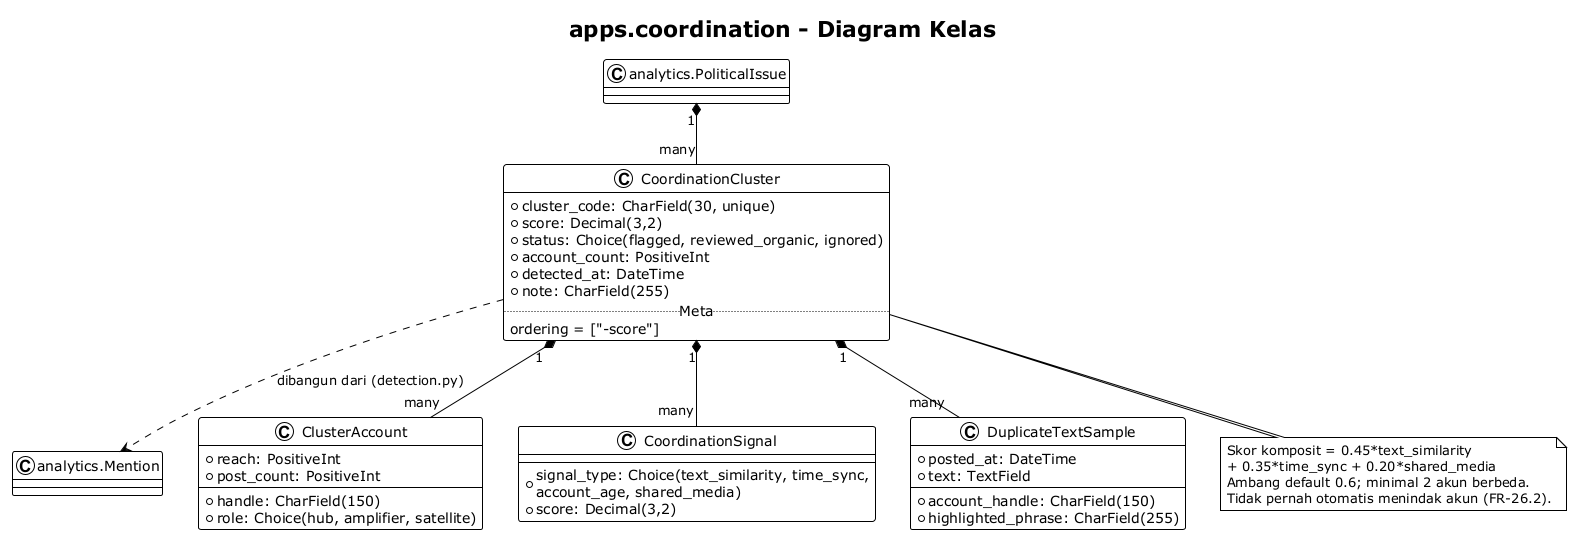 apps.coordination - Diagram Kelas
C analytics.PoliticalIssue
1
many
C CoordinationCluster
cluster_code: CharField(30, unique)
score: Decimal(3,2)
status: Choice(flagged, reviewed_organic, ignored)
account_count: PositiveInt
detected_at: DateTime
note: CharField(255)
Meta
ordering = ["-score"]
1
1
1
dibangun dari (detection.py)
many
many
many
C analytics.Mention
C ClusterAccount
reach: PositiveInt
post_count: PositiveInt
handle: CharField(150)
role: Choice(hub, amplifier, satellite)
C CoordinationSignal
signal_type: Choice(text_similarity, time_sync,
account_age, shared_media)
score: Decimal(3,2)
C DuplicateTextSample
posted_at: DateTime
text: TextField
account_handle: CharField(150)
highlighted_phrase: CharField(255)
Skor komposit = 0.45*text_similarity
+ 0.35*time_sync + 0.20*shared_media
Ambang default 0.6; minimal 2 akun berbeda.
Tidak pernah otomatis menindak akun (FR-26.2).